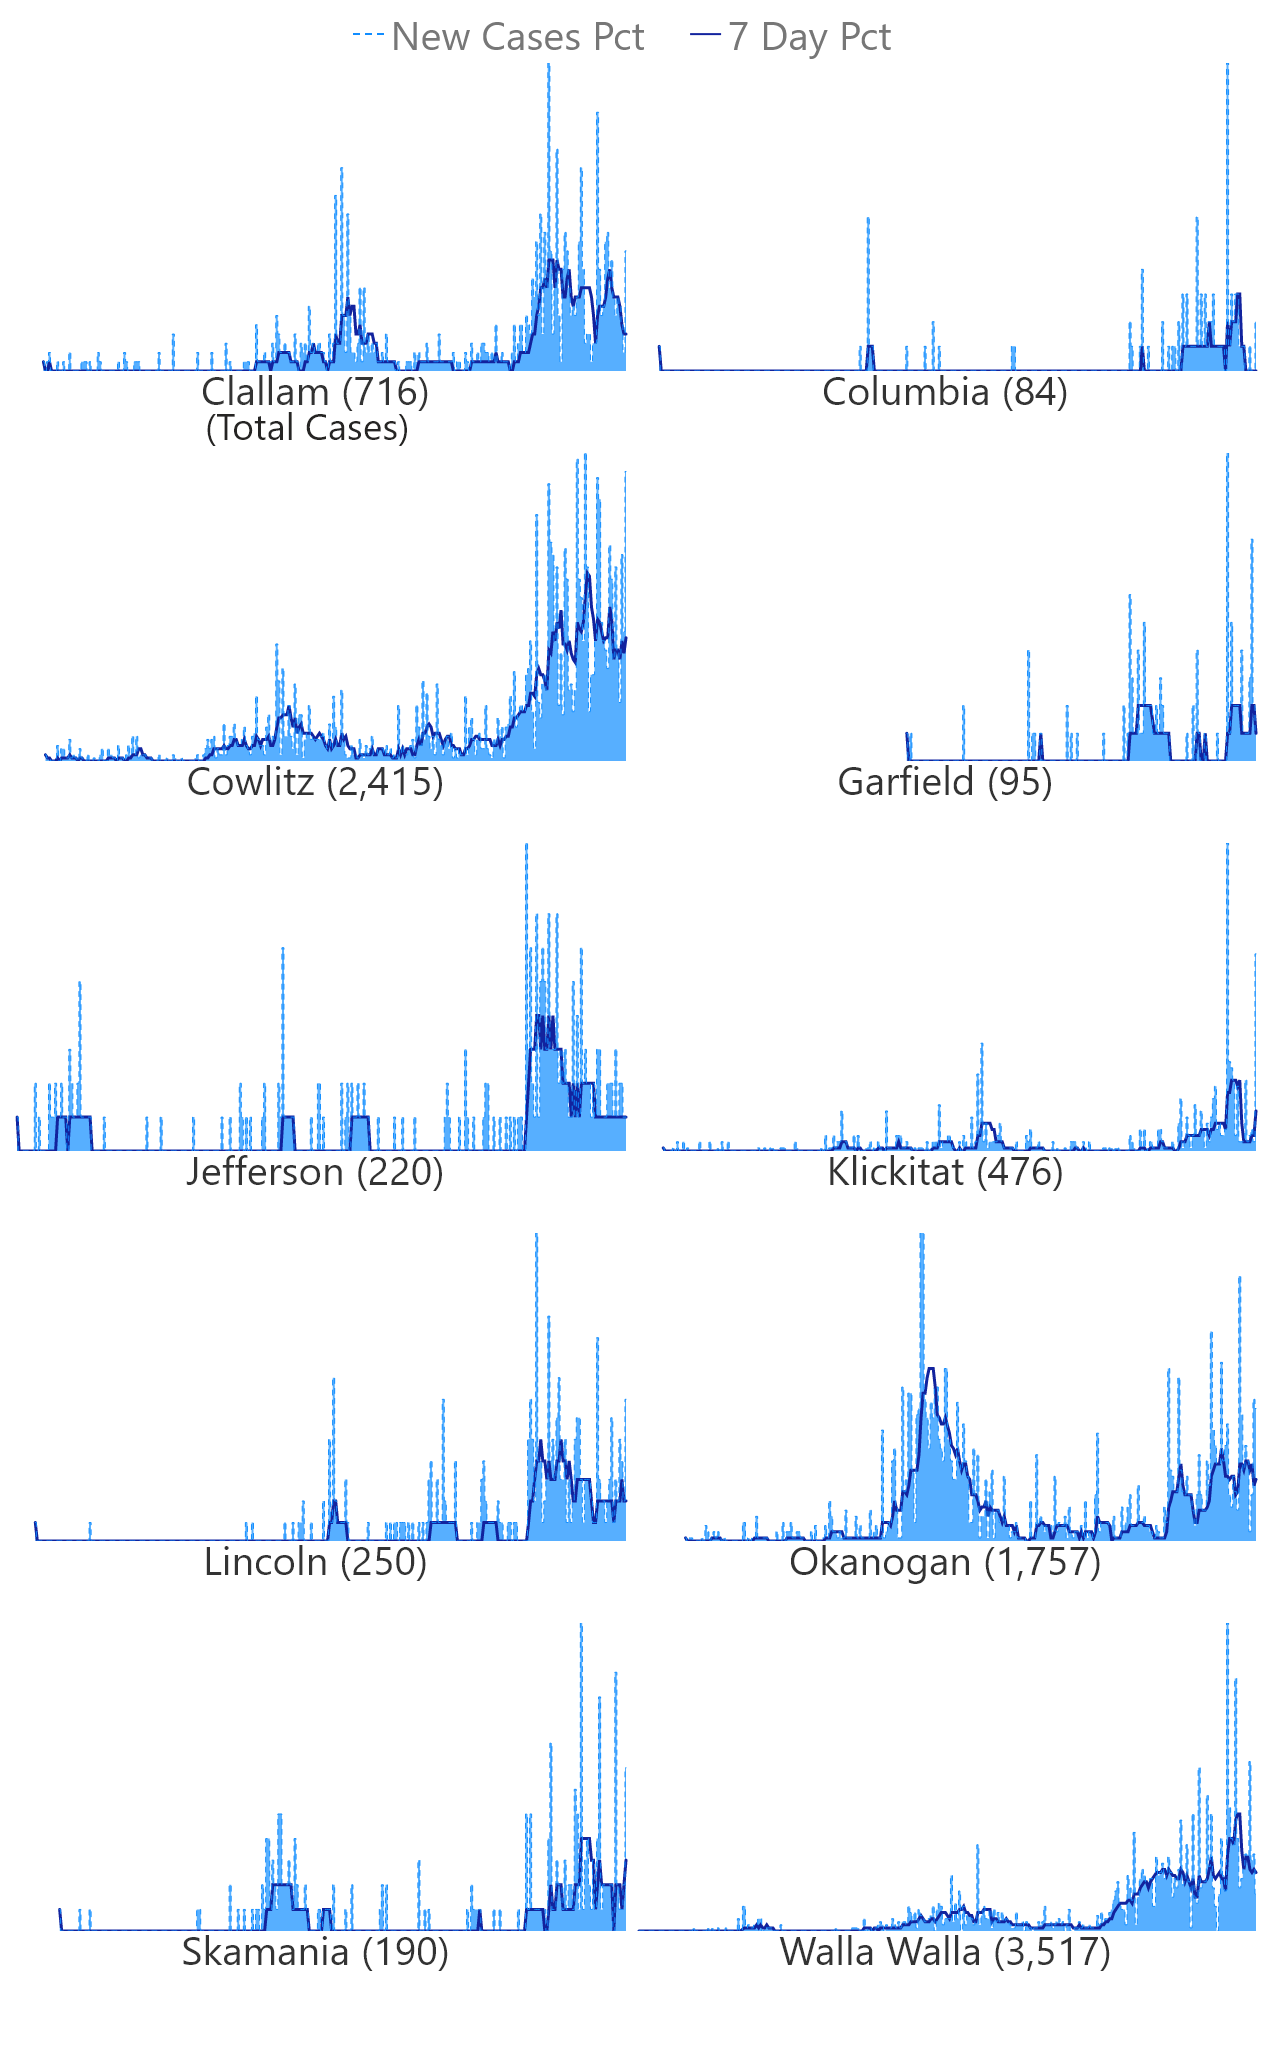 New Cases Pct 7 Day Pct
Clallam (716) Columbia (84)
(Total Cases)
Cowlitz (2,415) Garfield (95)
Jefferson (220) Klickitat (476)
Lincoln (250) Okanogan (1,757)
Skamania (190) Walla Walla (3,517)